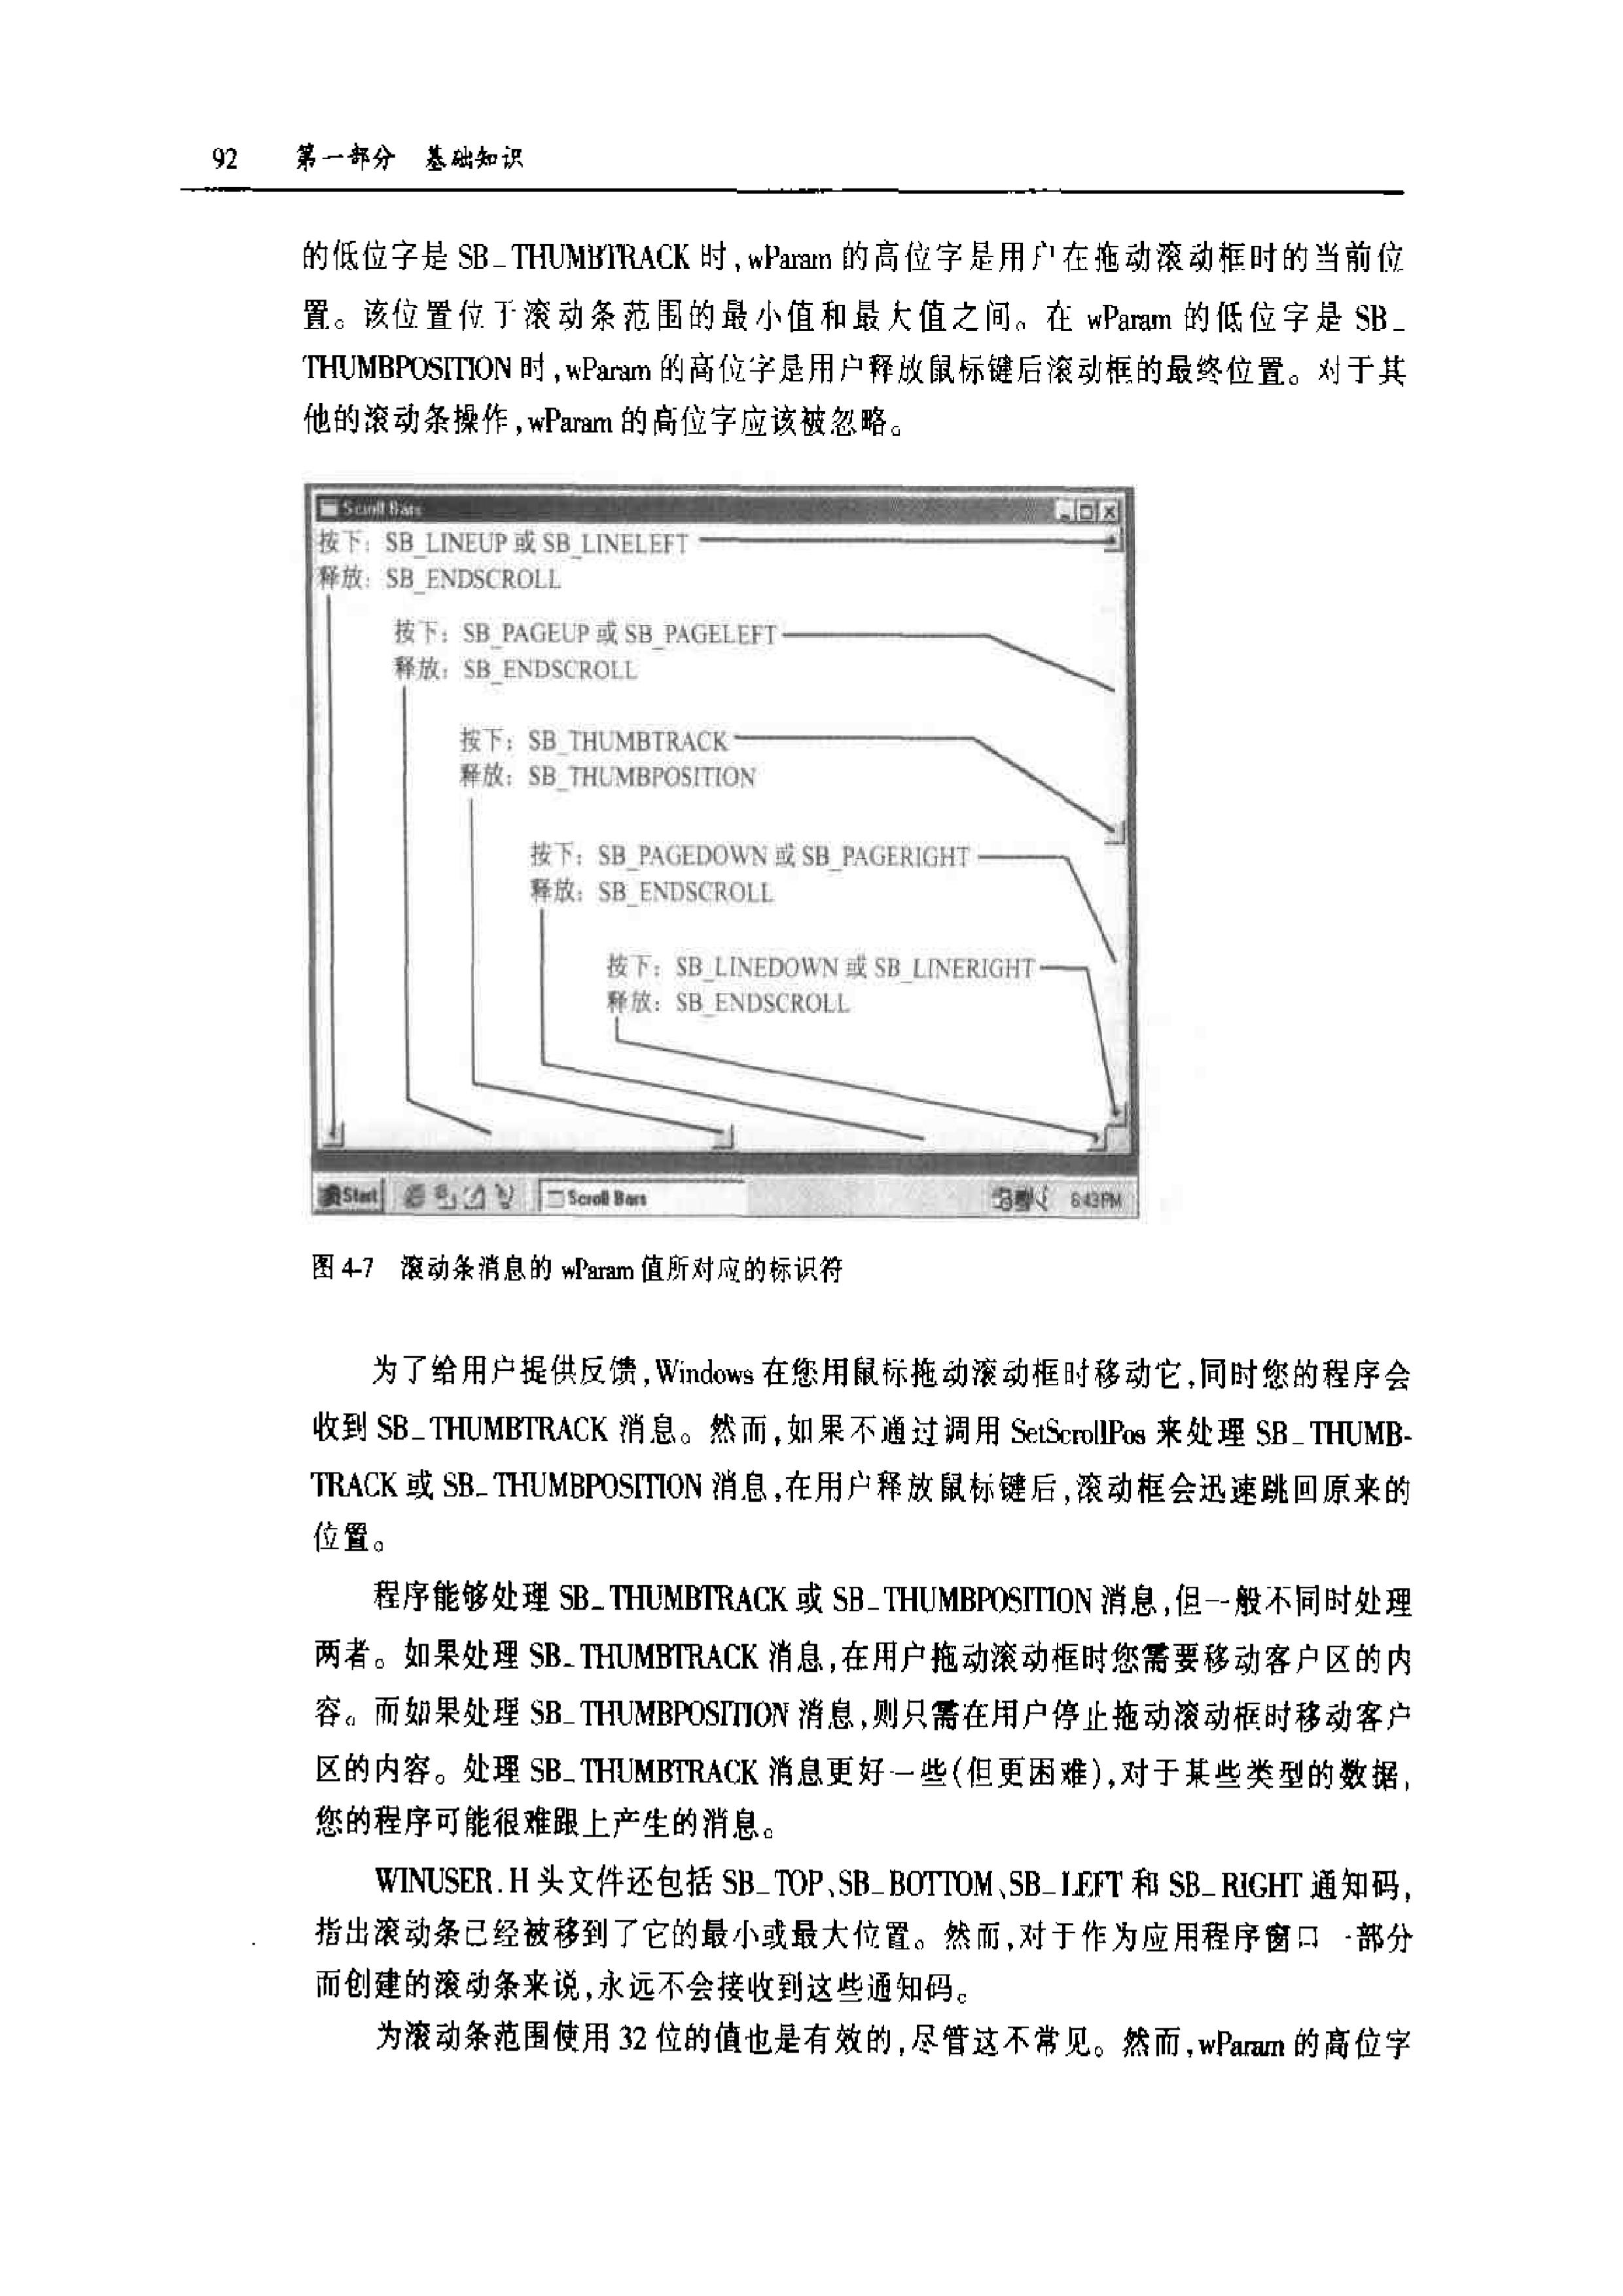 92 第一部分 基础知识
的低位字是 SB_THUMBTRACK 时,wParam 的高位字是用户在拖动滚动框时的当前位
置。该位置位于滚动条范围的最小值和最大值之间。在 wParam 的低位字是 SB_
THUMBPOSITION 时,wParam 的高位字是用户释放鼠标键后滚动框的最终位置。对于其
他的滚动条操作,wParam 的高位字应该被忽略。
Scroll Bars
按下: SB_LINEUP 或 SB_LINELEFT
释放: SB_ENDSCROLL
按下: SB_PAGEUP 或 SB_PAGELEFT
释放: SB_ENDSCROLL
按下: SB_THUMBTRACK
释放: SB_THUMBPOSITION
按下: SB_PAGEDOWN 或 SB_PAGERIGHT
释放: SB_ENDSCROLL
按下: SB_LINEDOWN 或 SB_LINERIGHT
释放: SB_ENDSCROLL
Start Scroll Bars 8:43 PM
图 4-7 滚动条消息的 wParam 值所对应的标识符
为了给用户提供反馈,Windows 在您用鼠标拖动滚动框时移动它,同时您的程序会
收到 SB_THUMBTRACK 消息。然而,如果不通过调用 SetScrollPos 来处理 SB_THUMB-
TRACK 或 SB_THUMBPOSITION 消息,在用户释放鼠标键后,滚动框会迅速跳回原来的
位置。
程序能够处理 SB_THUMBTRACK 或 SB_THUMBPOSITION 消息,但一般不同时处理
两者。如果处理 SB_THUMBTRACK 消息,在用户拖动滚动框时您需要移动客户区的内
容。而如果处理 SB_THUMBPOSITION 消息,则只需在用户停止拖动滚动框时移动客户
区的内容。处理 SB_THUMBTRACK 消息更好一些(但更困难),对于某些类型的数据,
您的程序可能很难跟上产生的消息。
WINUSER.H 头文件还包括 SB_TOP、SB_BOTTOM、SB_LEFT 和 SB_RIGHT 通知码,
指出滚动条已经被移到了它的最小或最大位置。然而,对于作为应用程序窗口一部分
而创建的滚动条来说,永远不会接收到这些通知码。
为滚动条范围使用 32 位的值也是有效的,尽管这不常见。然而,wParam 的高位字